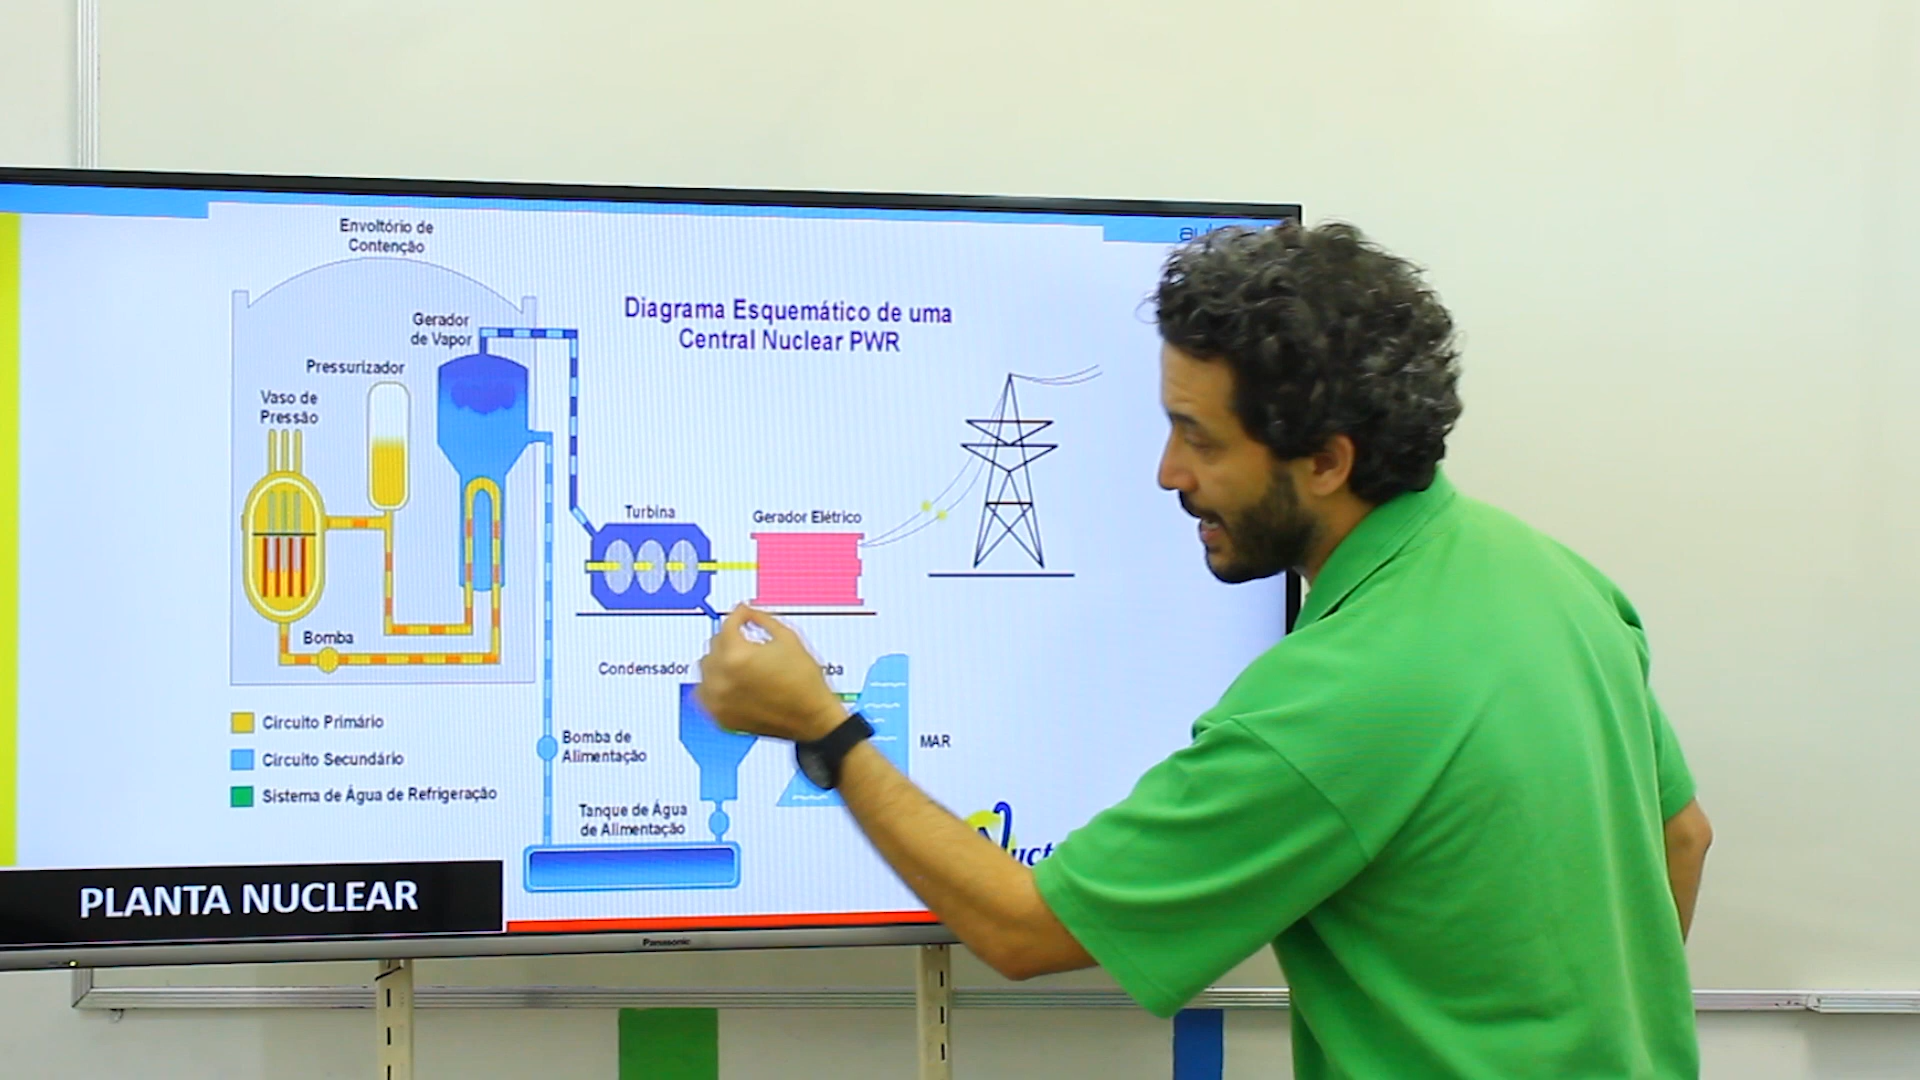 Envoltório de
Contenção
Gerador
de Vapor
Diagrama Esquemático de uma
Central Nuclear PWR
Pressurizador
Vaso de
Pressão
Turbina
Gerador Elétrico
Bomba
Condensador
MAR
Circuito Primário
Circuito Secundário
Sistema de Água de Refrigeração
Bomba de
Alimentação
Tanque de Água
de Alimentação
PLANTA NUCLEAR
Panasonic